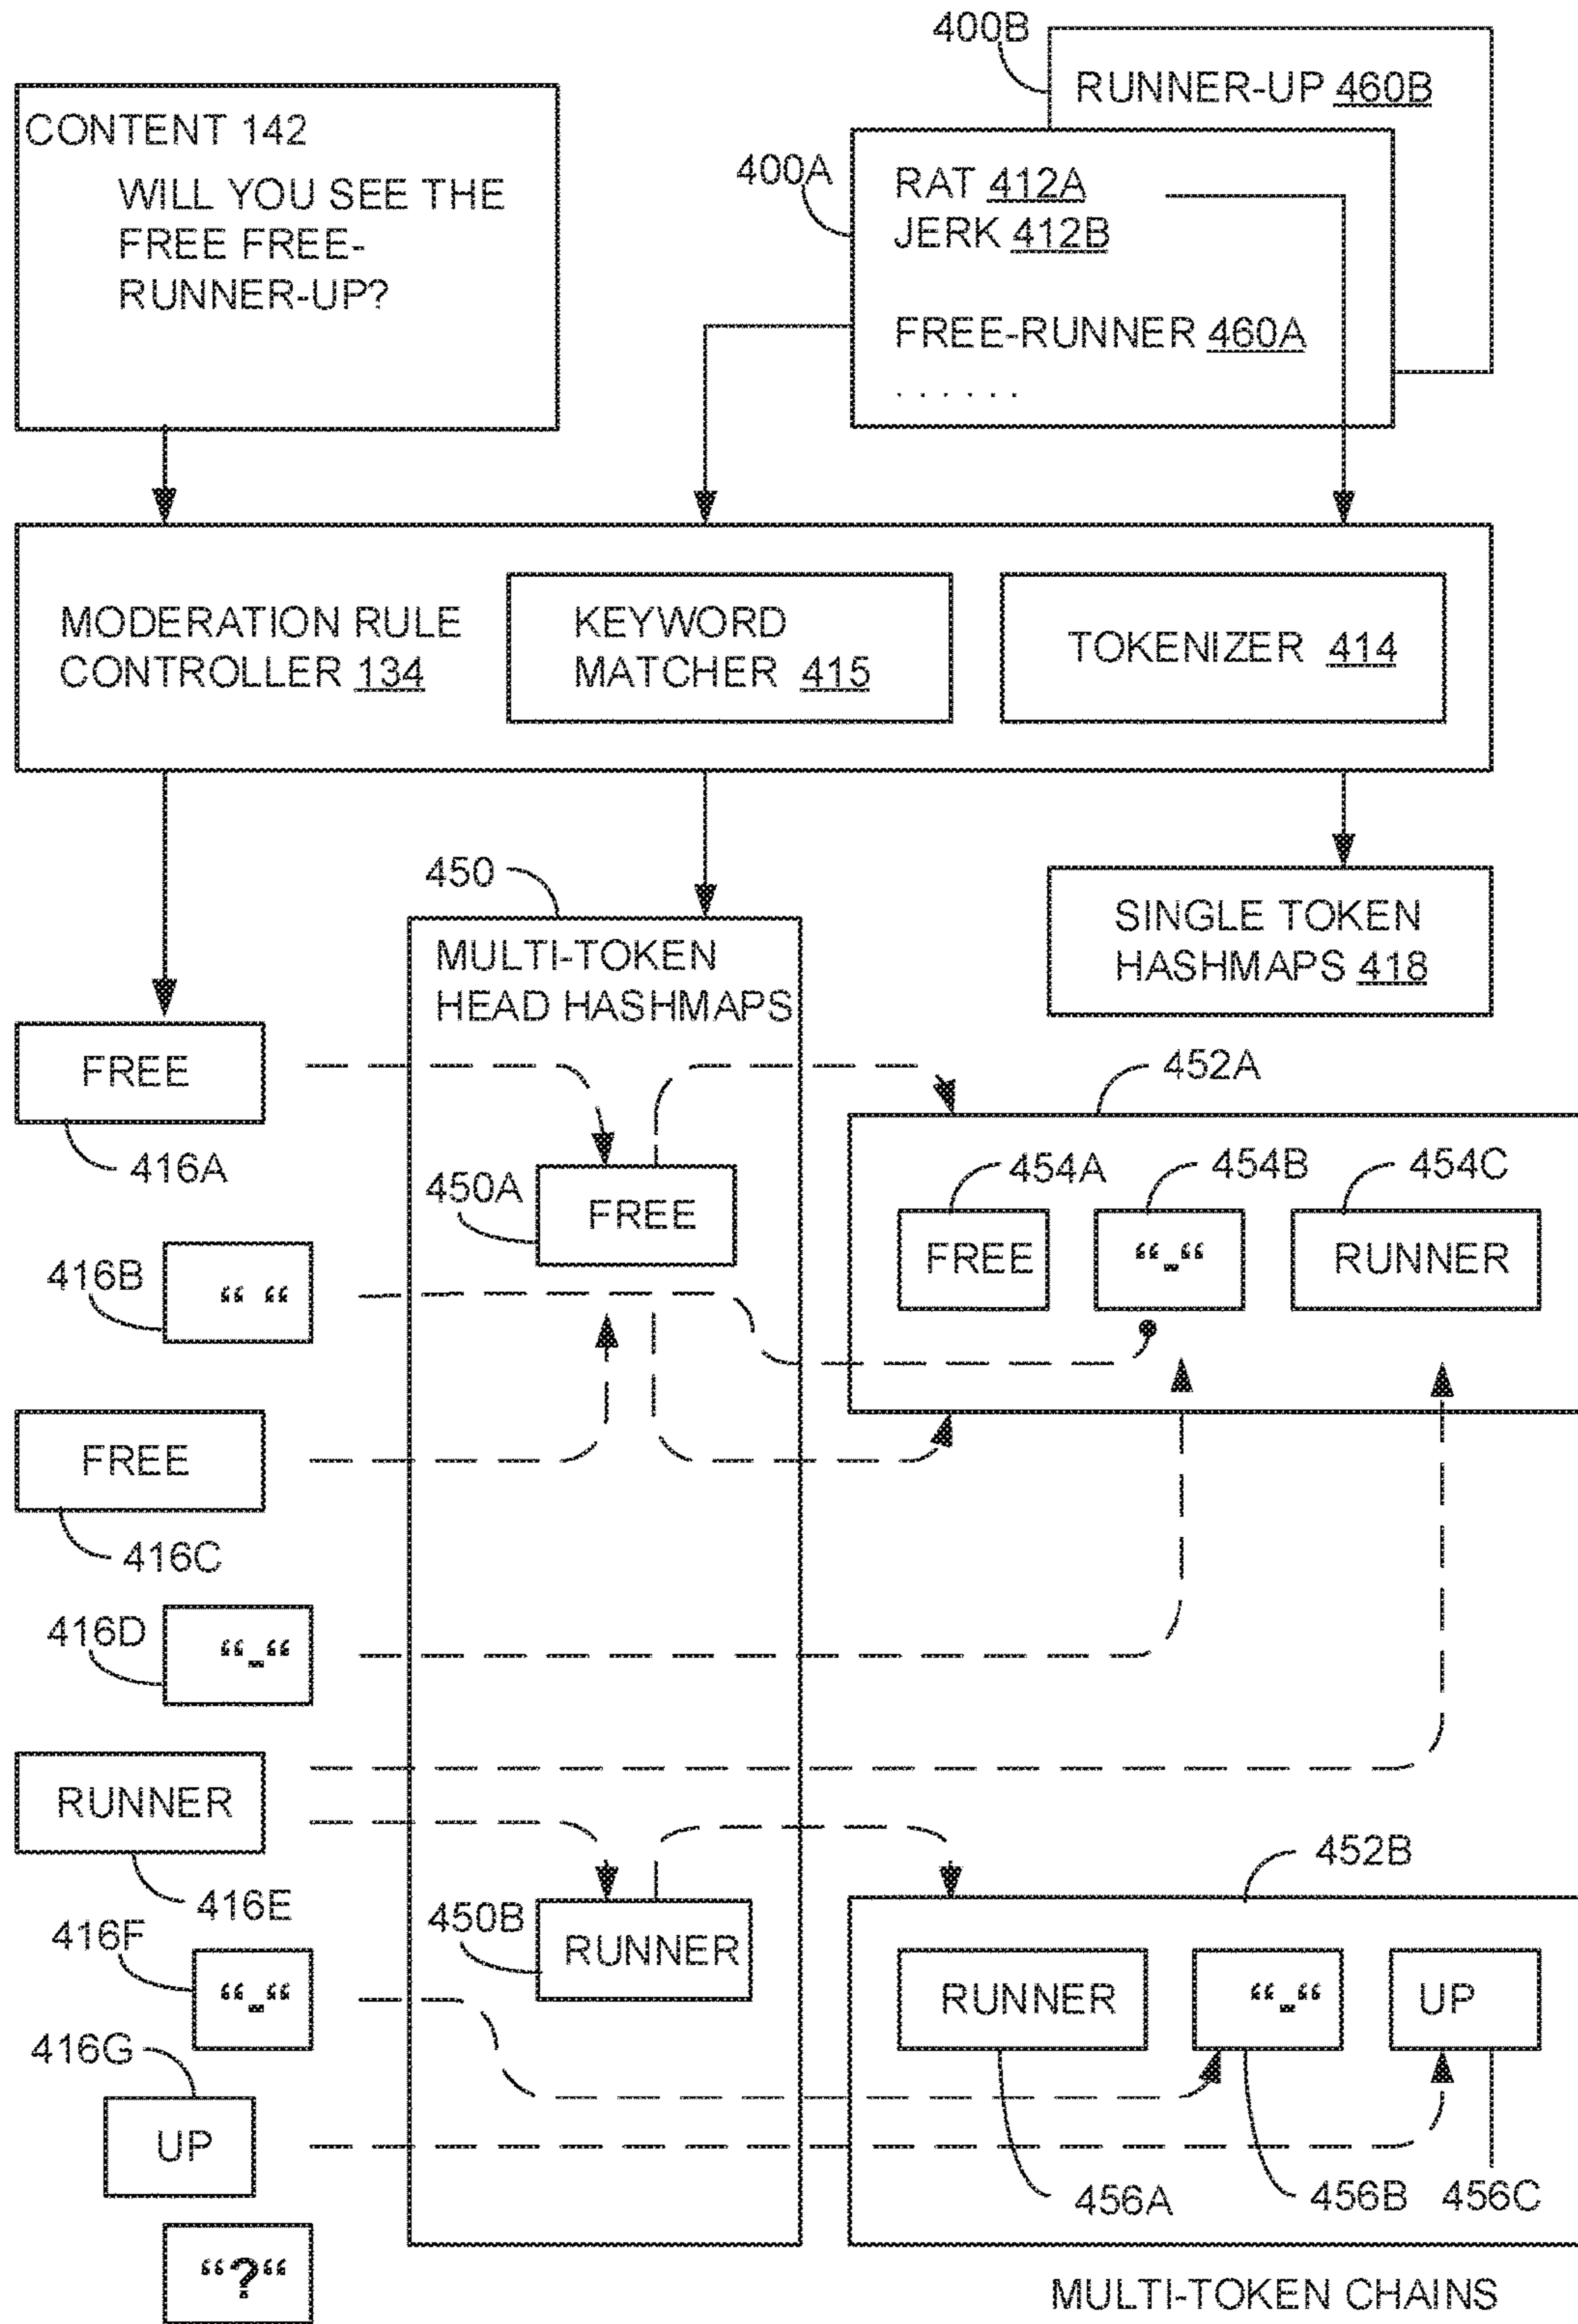 400B
RUNNER-UP 460B
CONTENT 142
WILL YOU SEE THE
FREE FREE-
RUNNER-UP?
400A
RAT 412A
JERK 412B
FREE-RUNNER 460A
. . . . . .
MODERATION RULE
CONTROLLER 134
KEYWORD
MATCHER 415
TOKENIZER 414
450
MULTI-TOKEN
HEAD HASHMAPS
SINGLE TOKEN
HASHMAPS 418
FREE
416A
450A
FREE
452A
454A
454B
454C
FREE
“-“
RUNNER
416B
“ “
FREE
416C
416D
“-“
RUNNER
416E
450B
RUNNER
452B
416F
“-“
RUNNER
“-“
UP
416G
UP
456A
456B
456C
“?“
MULTI-TOKEN CHAINS